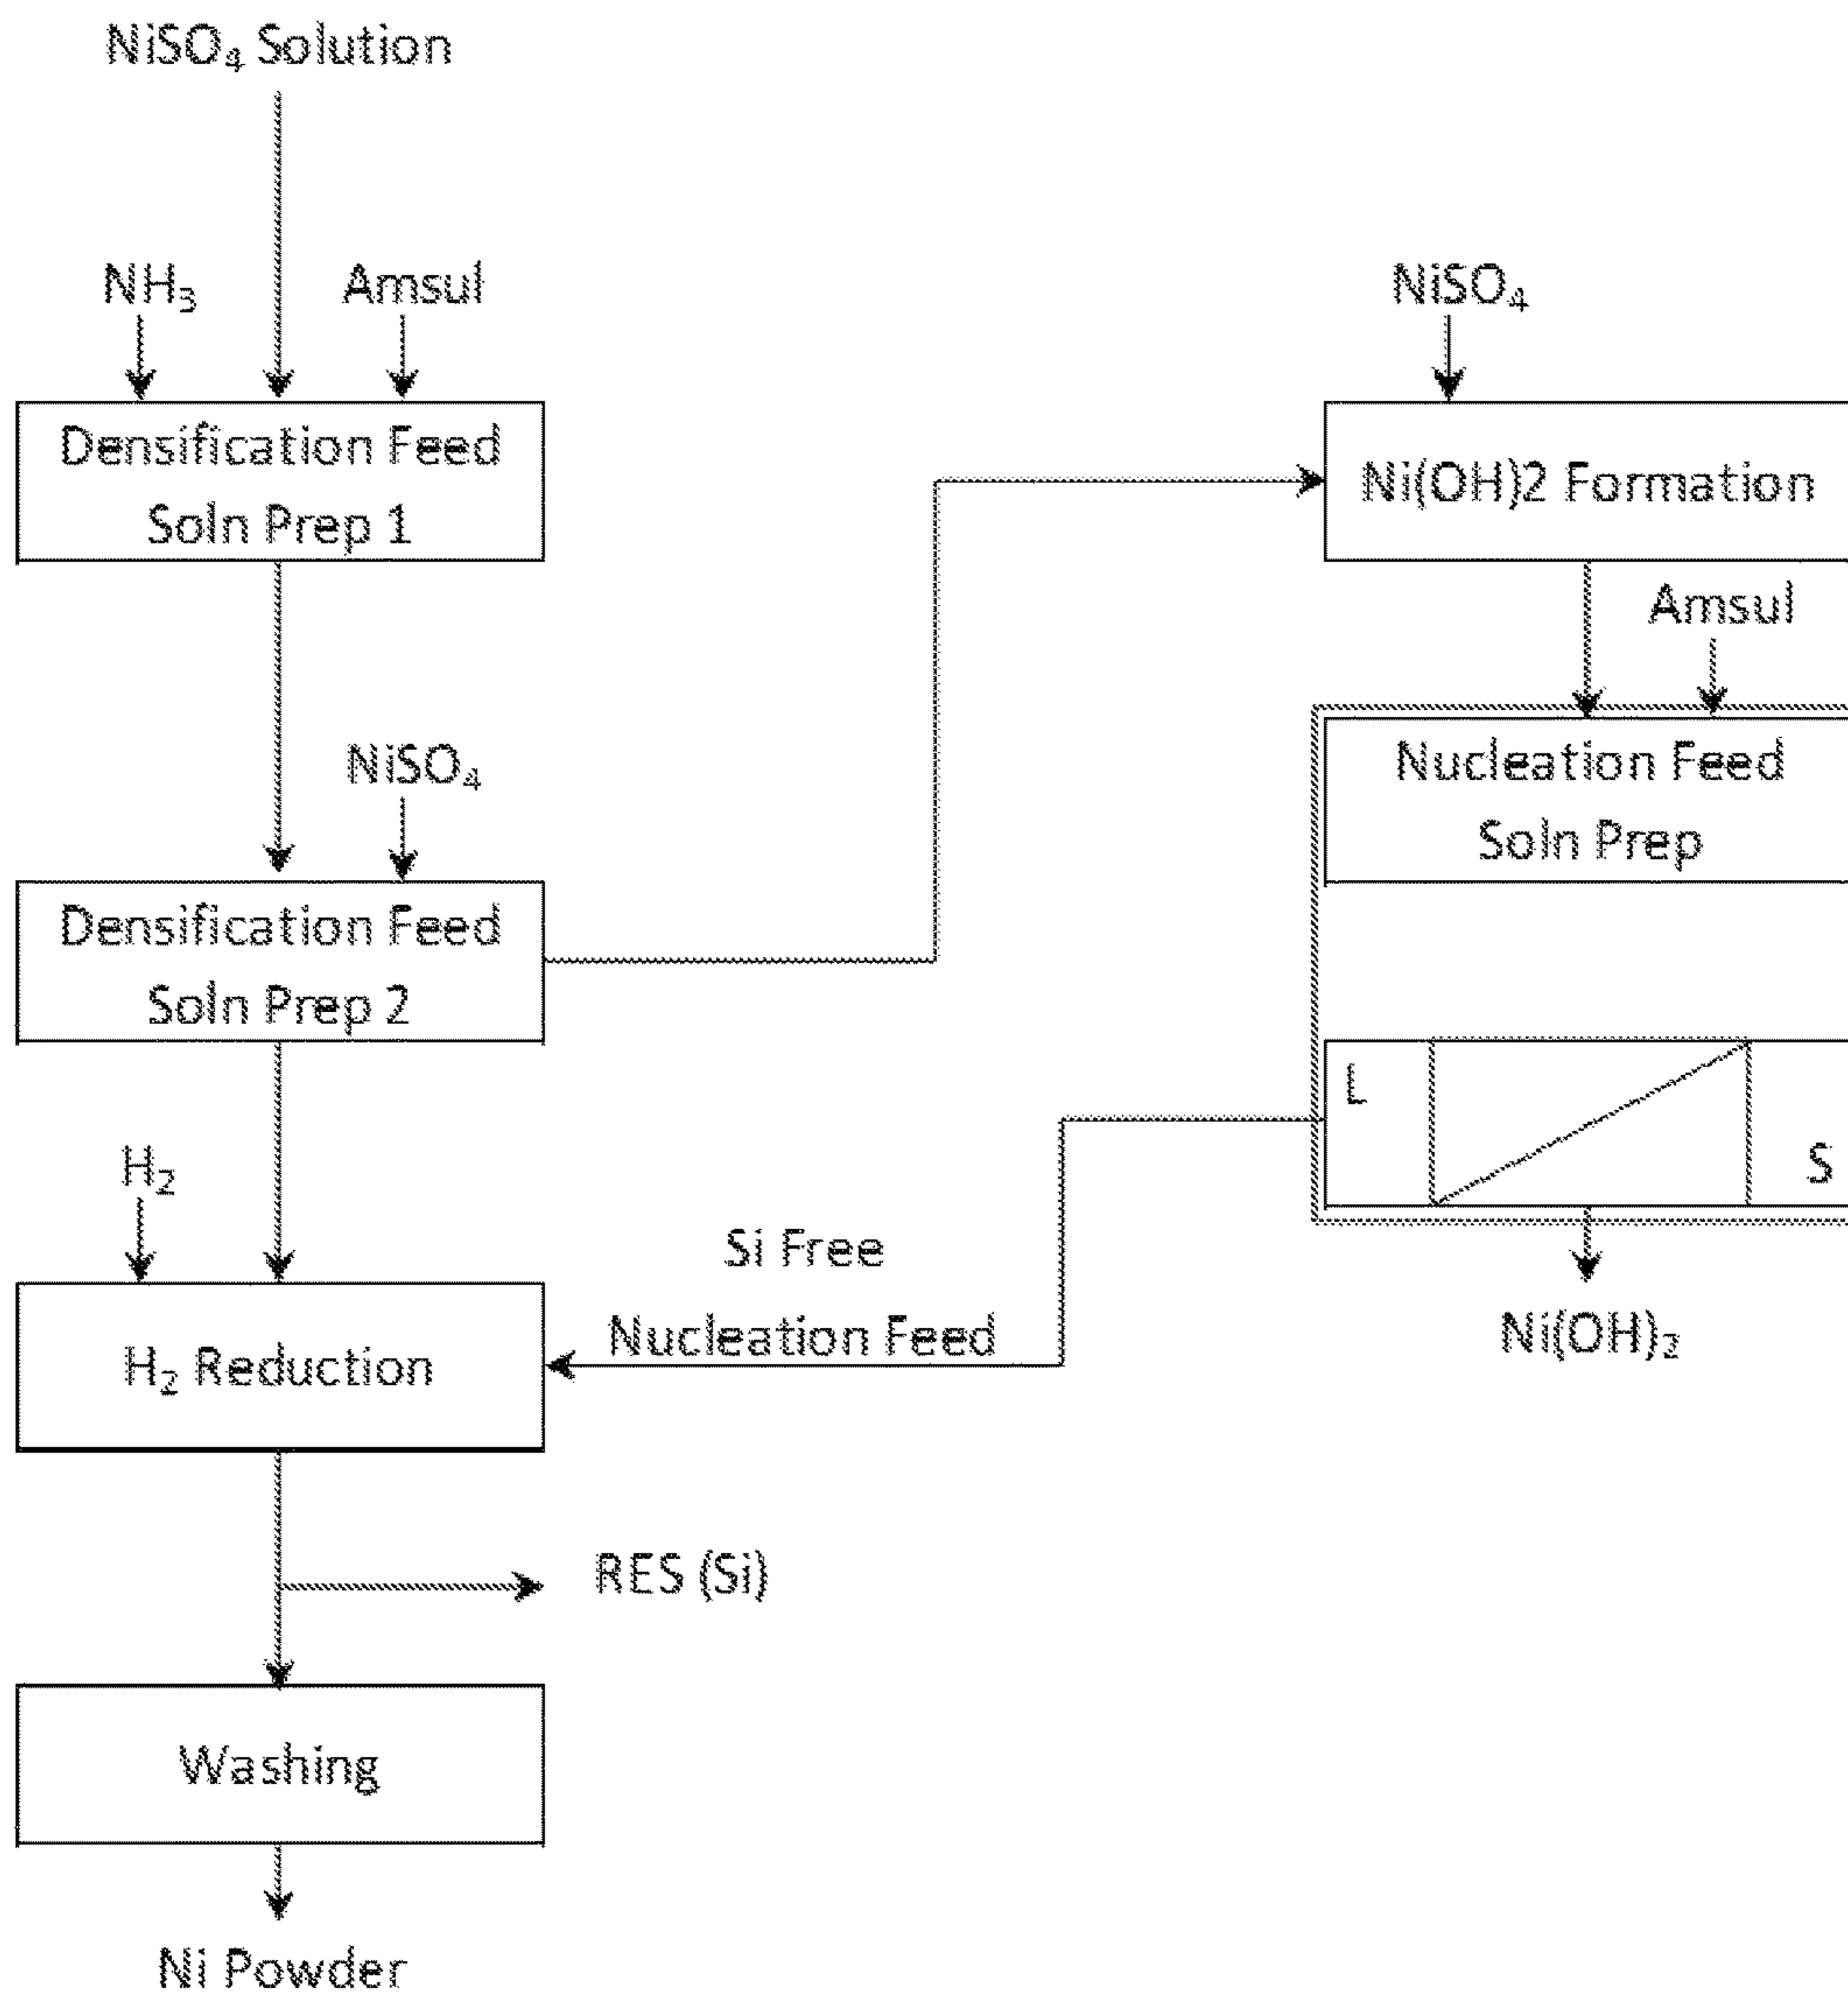 NiSO₄ Solution
NH₃
Amsul
Densification Feed
Soln Prep 1
NiSO₄
Densification Feed
Soln Prep 2
H₂
H₂ Reduction
RES (Si)
Washing
Ni Powder
NiSO₄
Ni(OH)2 Formation
Amsul
Nucleation Feed
Soln Prep
L
S
Ni(OH)₂
Si Free
Nucleation Feed